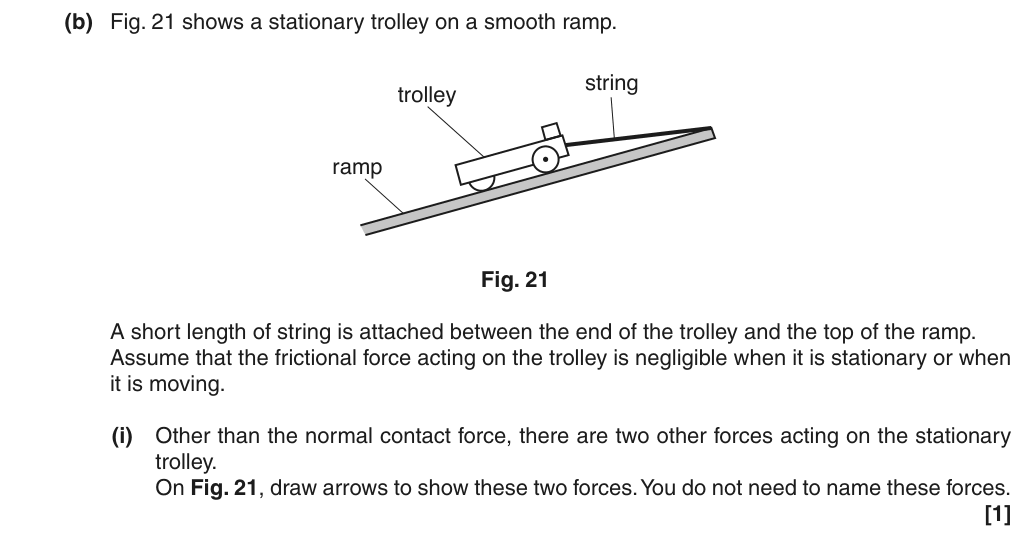 (b) Fig. 21 shows a stationary trolley on a smooth ramp.
string
trolley
ramp
Fig. 21
A short length of string is attached between the end of the trolley and the top of the ramp.
Assume that the frictional force acting on the trolley is negligible when it is stationary or when
it is moving.
(i) Other than the normal contact force, there are two other forces acting on the stationary
trolley.
On Fig. 21, draw arrows to show these two forces. You do not need to name these forces.
[1]